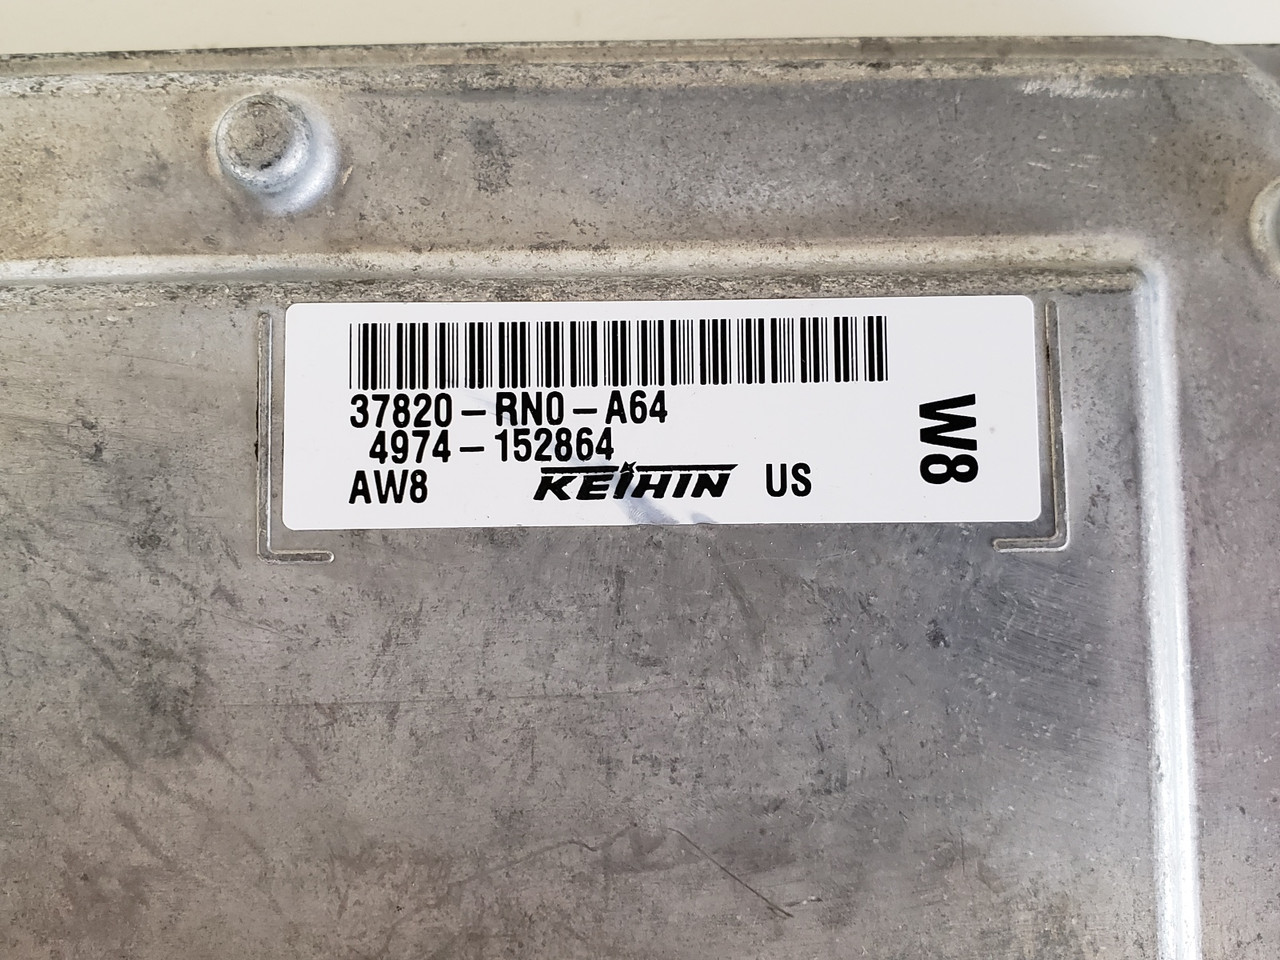 37820-RN0-A64
4974-152864
AW8 KEIHIN US
W8